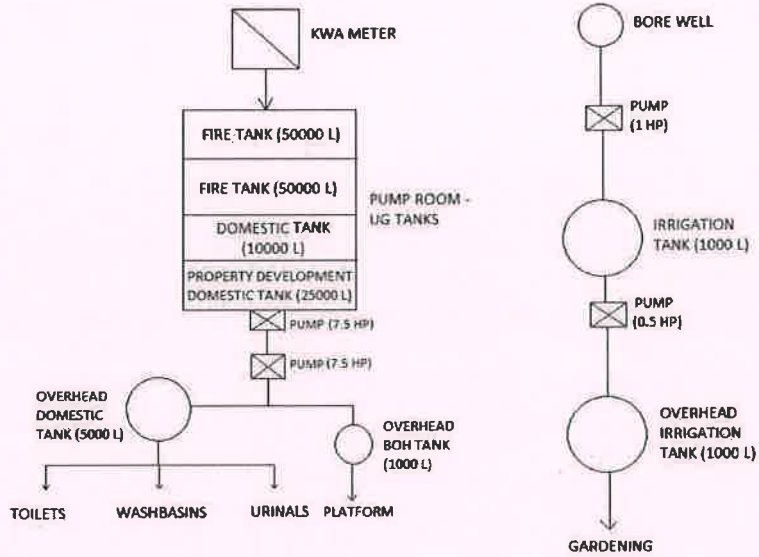 KWA METER
FIRE TANK (50000 L)
FIRE TANK (50000 L)
DOMESTIC TANK
(10000 L)
PROPERTY DEVELOPMENT
DOMESTIC TANK (25000 L)
PUMP ROOM -
UG TANKS
PUMP (7.5 HP)
PUMP (7.5 HP)
OVERHEAD
DOMESTIC
TANK (5000 L)
OVERHEAD
BOH TANK
(1000 L)
TOILETS
WASHBASINS
URINALS
PLATFORM
BORE WELL
PUMP
(1 HP)
IRRIGATION
TANK (1000 L)
PUMP
(0.5 HP)
OVERHEAD
IRRIGATION
TANK (1000 L)
GARDENING